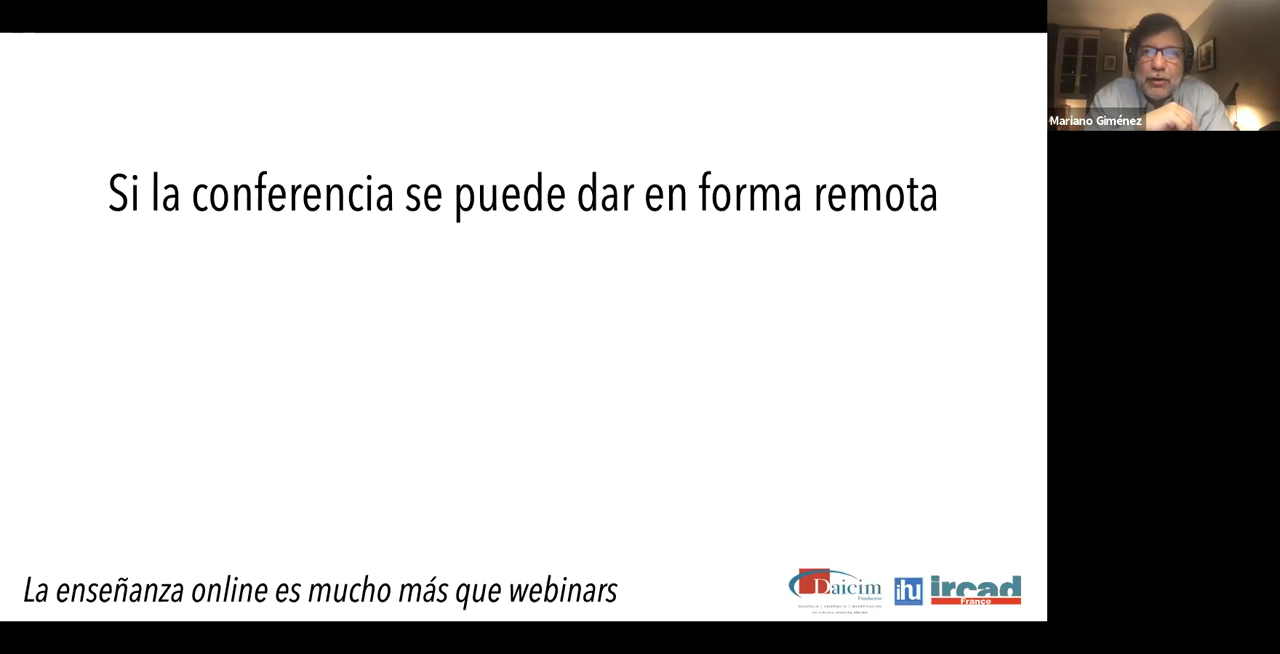 Mariano Giménez
Si la conferencia se puede dar en forma remota
La enseñanza online es mucho más que webinars
Daicim
Fundación
ihu
ircad
France